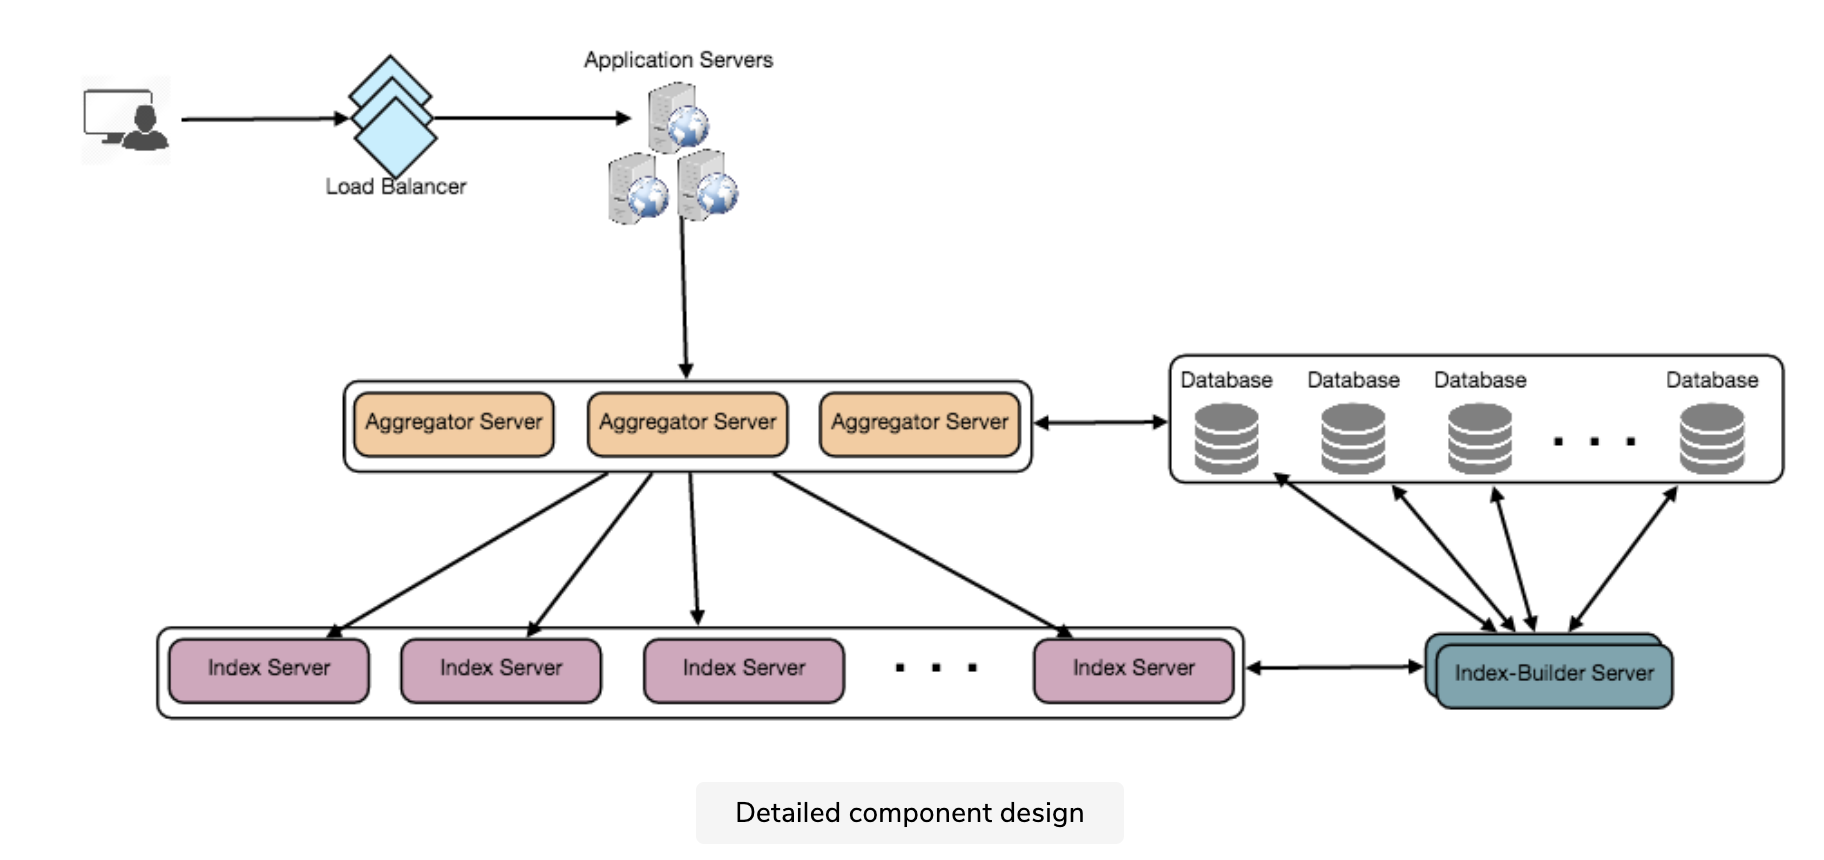 Application Servers
Load Balancer
Aggregator Server
Aggregator Server
Aggregator Server
Database
Database
Database
. . .
Database
Index Server
Index Server
Index Server
. . .
Index Server
Index-Builder Server
Detailed component design